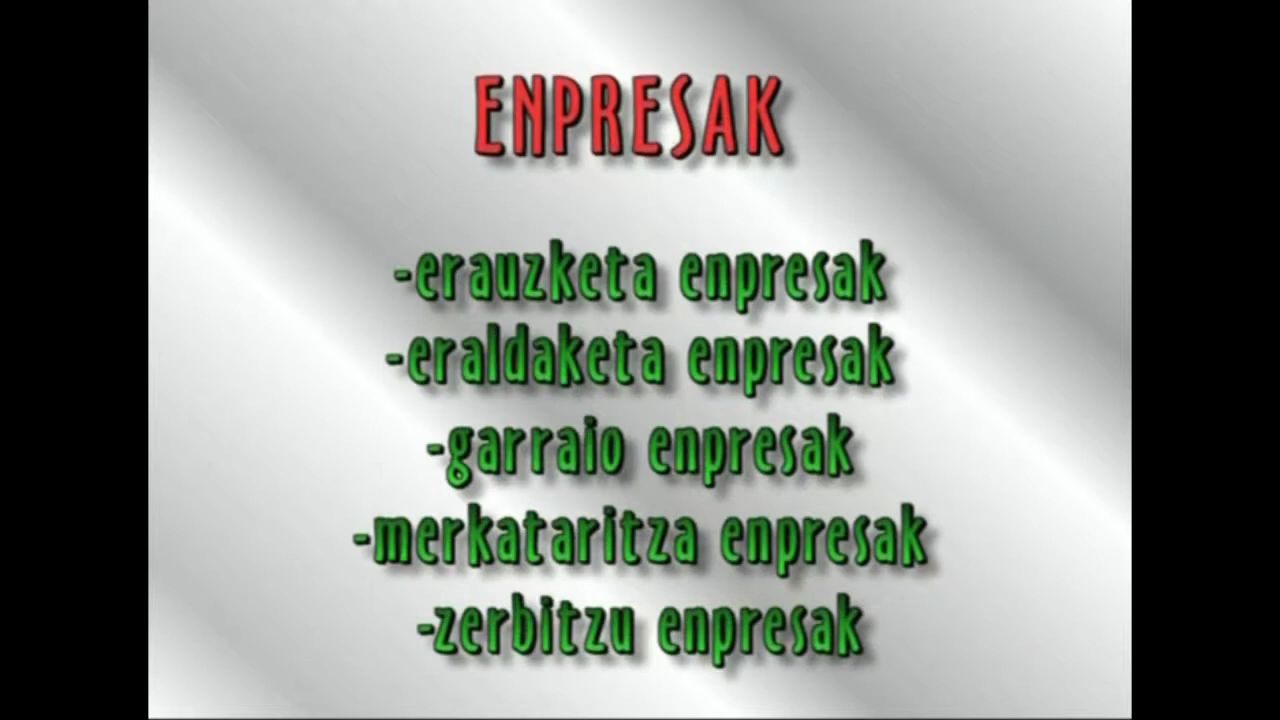 ENPRESAK
-erauzketa enpresak
-eraldaketa enpresak
-garraio enpresak
-merkataritza enpresak
-zerbitzu enpresak